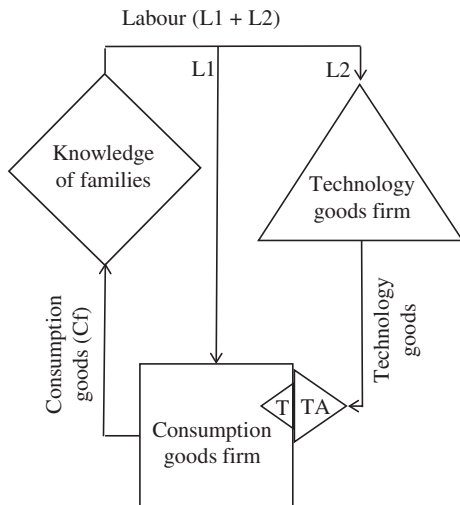 Labour (L1 + L2)
L1
L2
Knowledge
of families
Technology
goods firm
Consumption
goods (Cf)
Technology
goods
T
TA
Consumption
goods firm